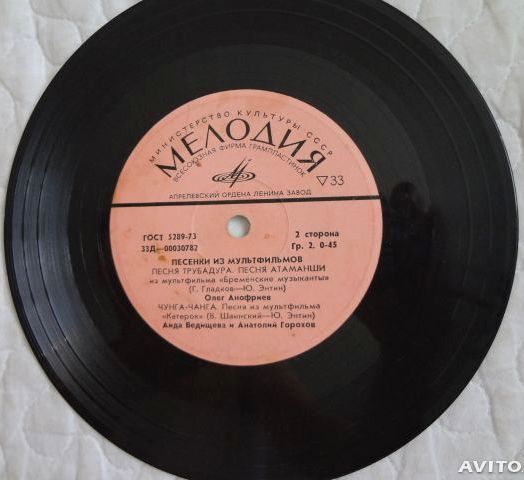 МИНИСТЕРСТВО КУЛЬТУРЫ СССР
МЕЛОДИЯ
ВСЕСОЮЗНАЯ ФИРМА ГРАМПЛАСТИНОК
▽33
АПРЕЛЕВСКИЙ ОРДЕНА ЛЕНИНА ЗАВОД
ГОСТ 5289-73
33Д—00030782
2 сторона
Гр. 2. 0-45
ПЕСЕНКИ ИЗ МУЛЬТФИЛЬМОВ
ПЕСНЯ ТРУБАДУРА. ПЕСНЯ АТАМАНШИ
из мультфильма «Бременские музыканты»
(Г. Гладков—Ю. Энтин)
Олег Анофриев
ЧУНГА-ЧАНГА. Песня из мультфильма
«Катерок» (В. Шаинский—Ю. Энтин)
Аида Ведищева и Анатолий Горохов
AVITO